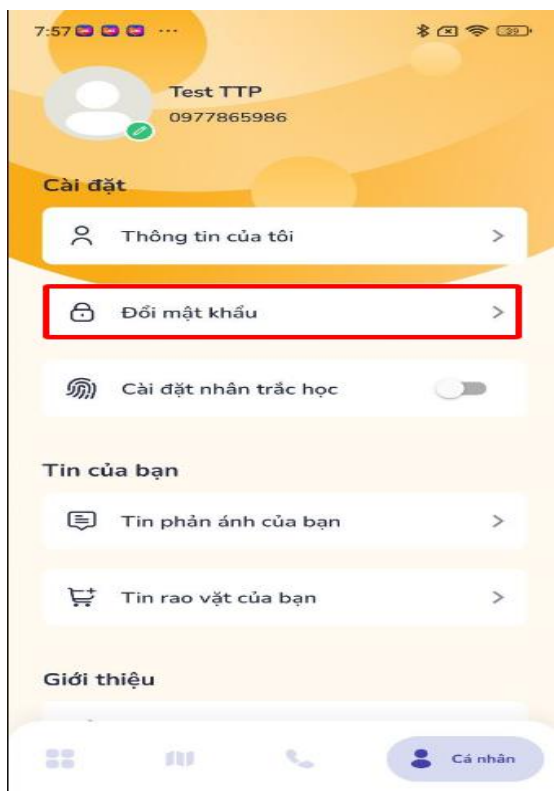 7:57 ... 39
Test TTP
0977865986
Cài đặt
Thông tin của tôi
Đổi mật khẩu
Cài đặt nhân trắc học
Tin của bạn
Tin phản ánh của bạn
Tin rao vặt của bạn
Giới thiệu
Cá nhân